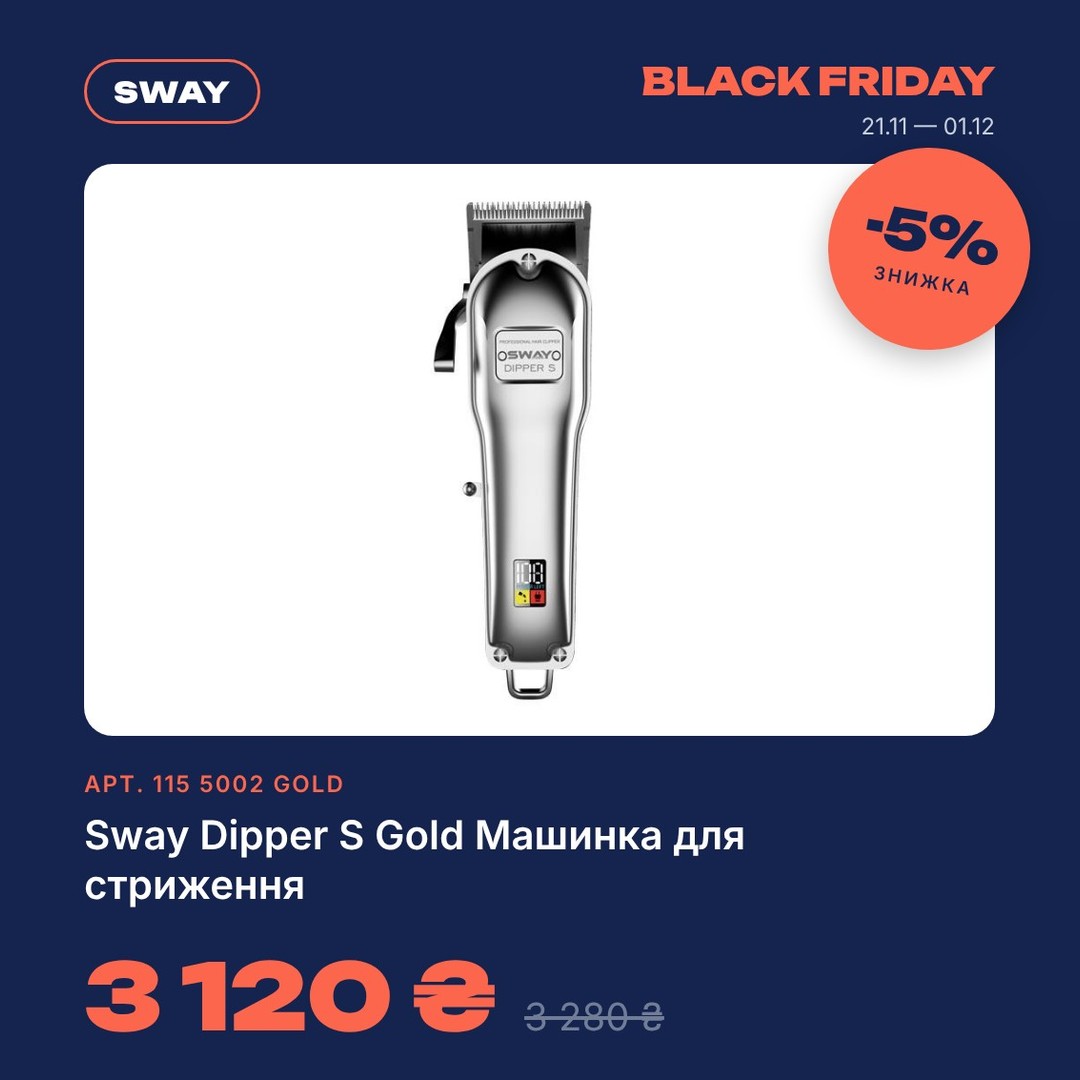 SWAY
BLACK FRIDAY
21.11 — 01.12
-5%
ЗНИЖКА
PROFESSIONAL HAIR CLIPPER
SWAY
DIPPER S
108
АРТ. 115 5002 GOLD
Sway Dipper S Gold Машинка для
стриження
3 120 ₴
3 280 ₴